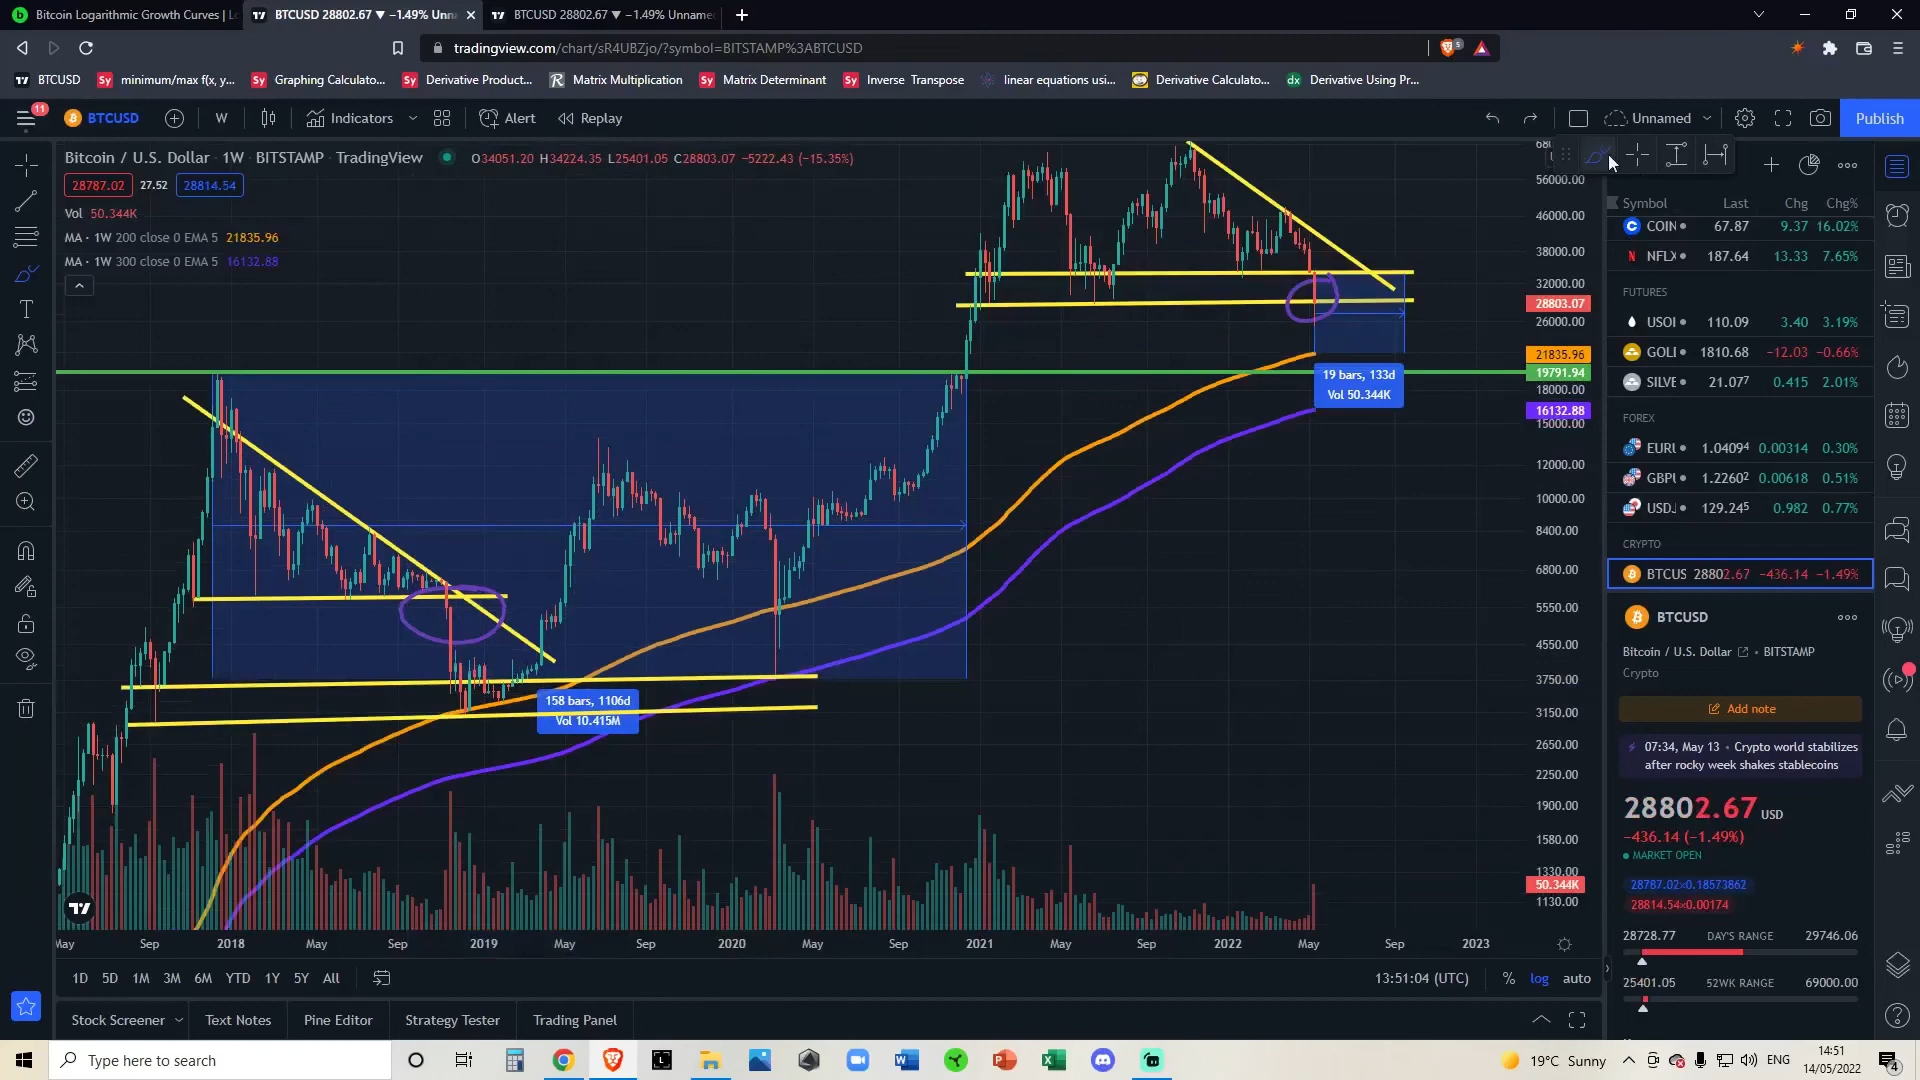 Bitcoin Logarithmic Growth Curves | L
BTCUSD 28802.67 ▼ −1.49% Unna
BTCUSD 28802.67 ▼ −1.49% Unname
tradingview.com/chart/sR4UBZjo/?symbol=BITSTAMP%3ABTCUSD
5
BTCUSD
minimum/max f(x, y...
Graphing Calculato...
Derivative Product...
Matrix Multiplication
Matrix Determinant
Inverse Transpose
linear equations usi...
Derivative Calculato...
Derivative Using Pr...
11
BTCUSD
W
Indicators
Alert
Replay
Unnamed
Publish
Bitcoin / U.S. Dollar · 1W · BITSTAMP · TradingView
O34051.20 H34224.35 L25401.05 C28803.07 −5222.43 (−15.35%)
28787.02 27.52 28814.54
Vol 50.344K
MA · 1W 200 close 0 EMA 5 21835.96
MA · 1W 300 close 0 EMA 5 16132.88
56000.00
46000.00
38000.00
32000.00
28803.07
26000.00
21835.96
19791.94
18000.00
16132.88
15000.00
12000.00
10000.00
8400.00
6800.00
5550.00
4550.00
3750.00
3150.00
2650.00
2250.00
1900.00
1580.00
1330.00
50.344K
1130.00
19 bars, 133d
Vol 50.344K
158 bars, 1106d
Vol 10.415M
May Sep 2018 May Sep 2019 May Sep 2020 May Sep 2021 May Sep 2022 May Sep 2023
1D 5D 1M 3M 6M YTD 1Y 5Y All
13:51:04 (UTC) % log auto
Stock Screener Text Notes Pine Editor Strategy Tester Trading Panel
Symbol Last Chg Chg%
COIN 67.87 9.37 16.02%
NFLX 187.64 13.33 7.65%
FUTURES
USOI 110.09 3.40 3.19%
GOLI 1810.68 −12.03 −0.66%
SILVE 21.077 0.415 2.01%
FOREX
EURU 1.04094 0.00314 0.30%
GBPU 1.22602 0.00618 0.51%
USDJ 129.245 0.982 0.77%
CRYPTO
BTCUS 28802.67 −436.14 −1.49%
BTCUSD
Bitcoin / U.S. Dollar • BITSTAMP
Crypto
Add note
07:34, May 13 • Crypto world stabilizes
after rocky week shakes stablecoins
28802.67 USD
−436.14 (−1.49%)
MARKET OPEN
28787.02×0.18573862
28814.54×0.00174
28728.77 DAY'S RANGE 29746.06
25401.05 52WK RANGE 69000.00
Type here to search
19°C Sunny
ENG
14:51
14/05/2022
4